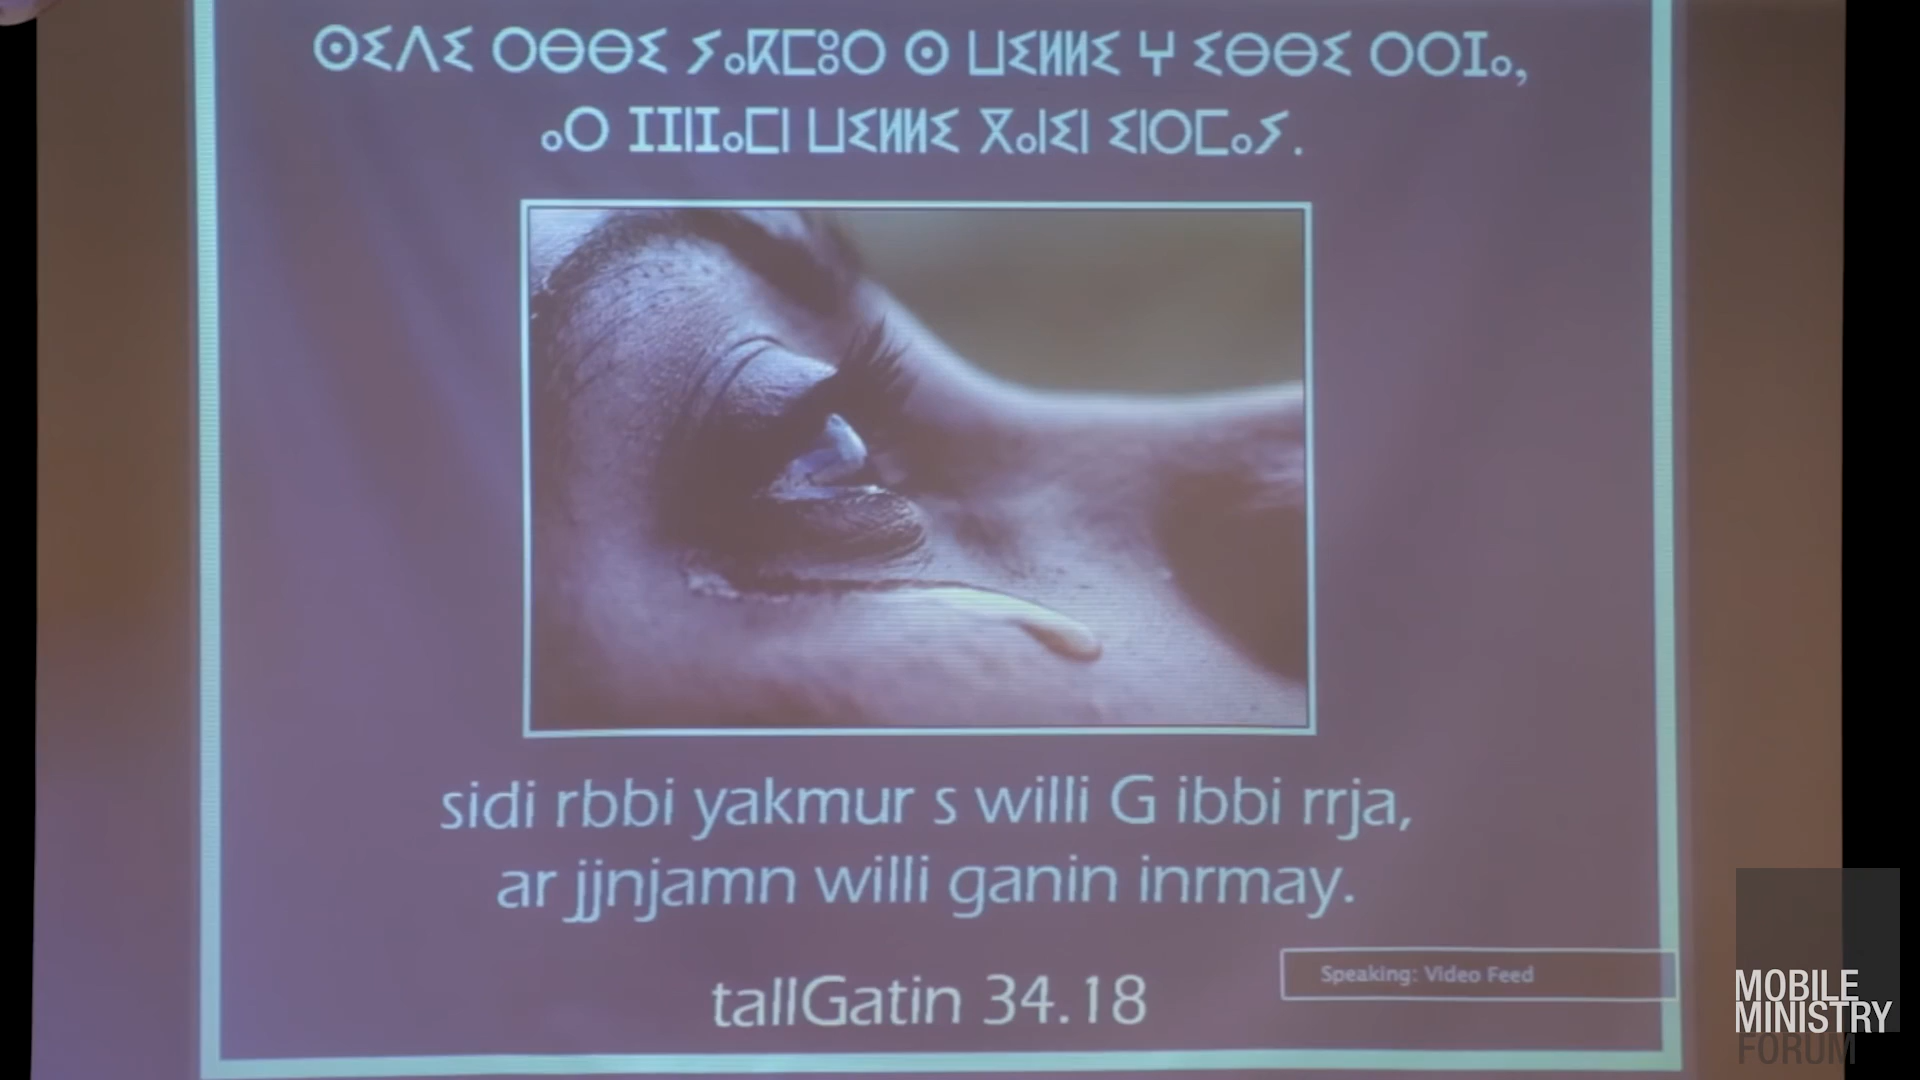 ⵙⵉⴷⵉ ⵔⴱⴱⵉ ⵢⴰⴽⵎⵓⵔ ⵙ ⵡⵉⵍⵍⵉ ⵖ ⵉⴱⴱⵉ ⵔⵔⵊⴰ,
ⴰⵔ ⵊⵊⵏⵊⴰⵎⵏ ⵡⵉⵍⵍⵉ ⴳⴰⵏⵉⵏ ⵉⵏⵔⵎⴰⵢ.
sidi rbbi yakmur s willi G ibbi rrja,
ar jjnjamn willi ganin inrmay.
tallGatin 34.18
Speaking: Video Feed
MOBILE
MINISTRY
FORUM